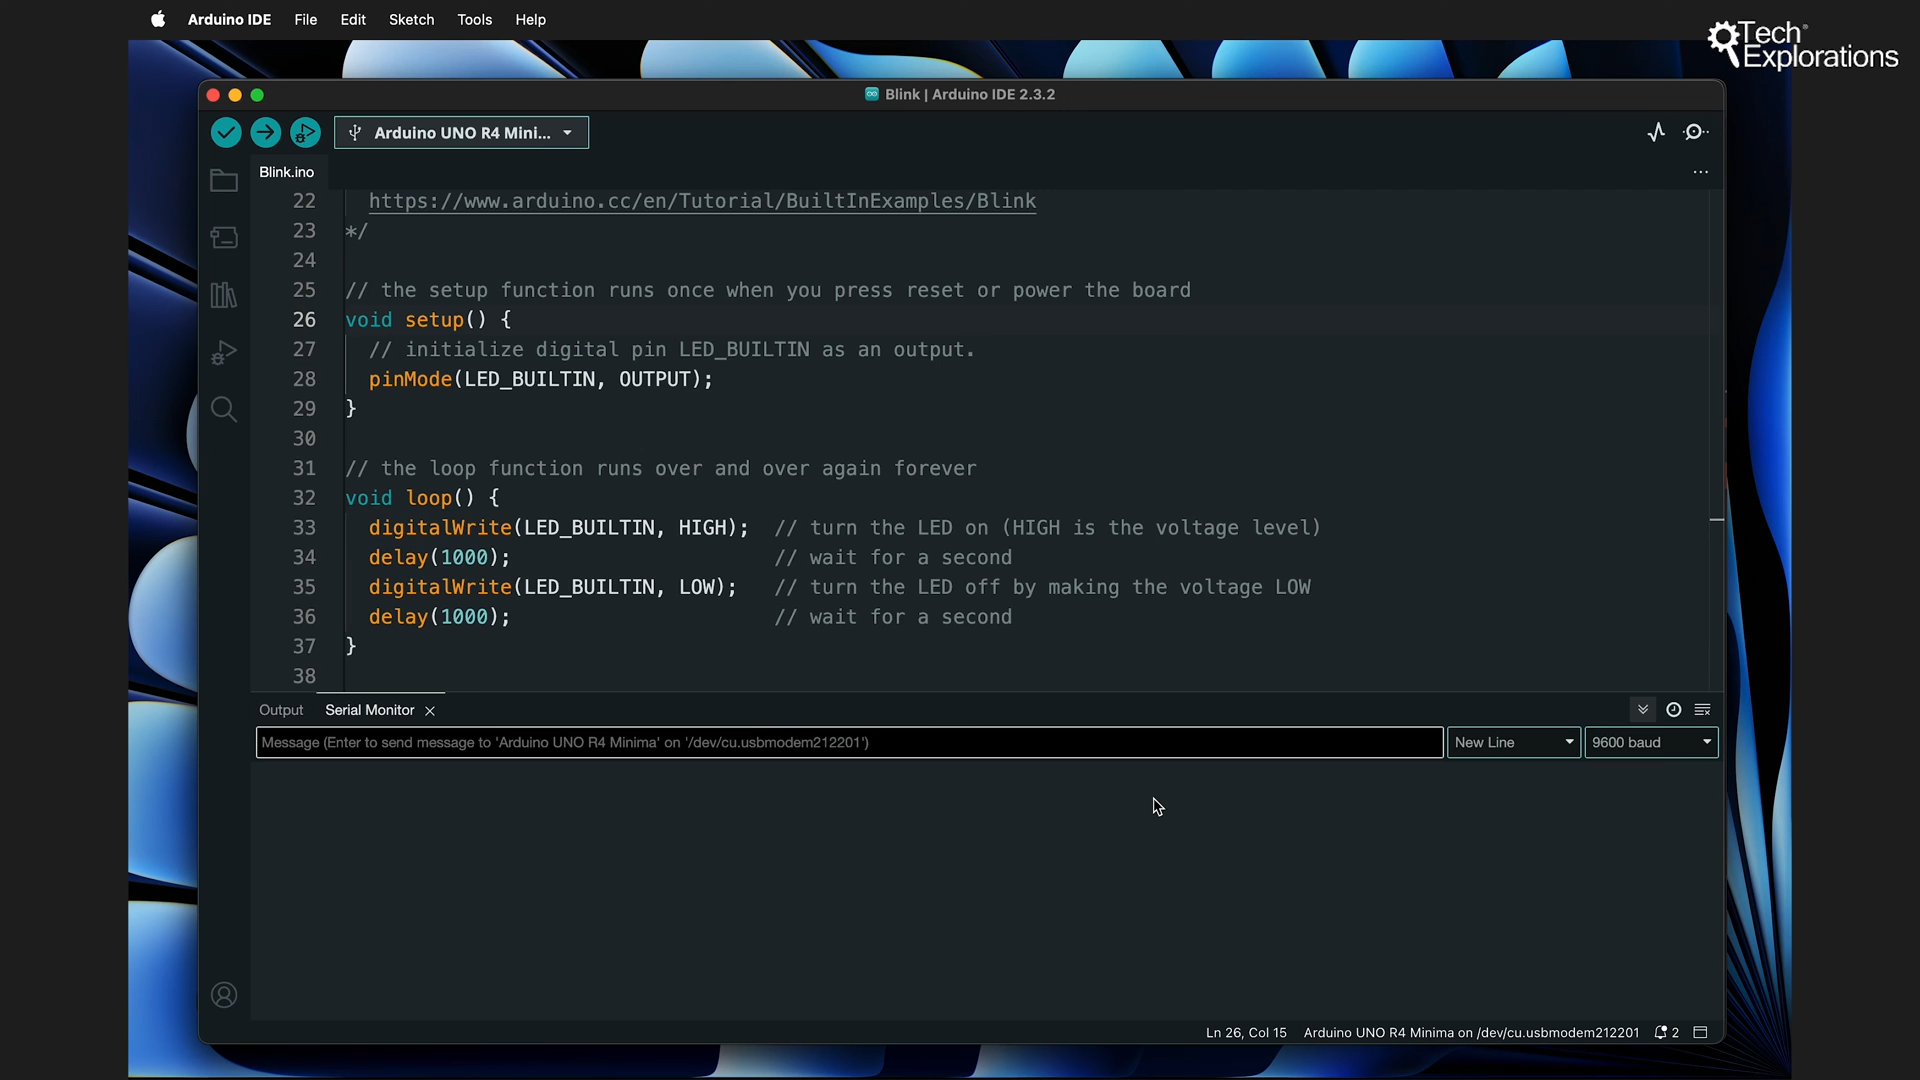 Arduino IDE File Edit Sketch Tools Help
Tech®
Explorations
Blink | Arduino IDE 2.3.2
Arduino UNO R4 Mini...
Blink.ino
22 https://www.arduino.cc/en/Tutorial/BuiltInExamples/Blink
23 */
24
25 // the setup function runs once when you press reset or power the board
26 void setup() {
27 // initialize digital pin LED_BUILTIN as an output.
28 pinMode(LED_BUILTIN, OUTPUT);
29 }
30
31 // the loop function runs over and over again forever
32 void loop() {
33 digitalWrite(LED_BUILTIN, HIGH); // turn the LED on (HIGH is the voltage level)
34 delay(1000); // wait for a second
35 digitalWrite(LED_BUILTIN, LOW); // turn the LED off by making the voltage LOW
36 delay(1000); // wait for a second
37 }
38
Output Serial Monitor
Message (Enter to send message to 'Arduino UNO R4 Minima' on '/dev/cu.usbmodem212201') New Line 9600 baud
Ln 26, Col 15 Arduino UNO R4 Minima on /dev/cu.usbmodem212201 2